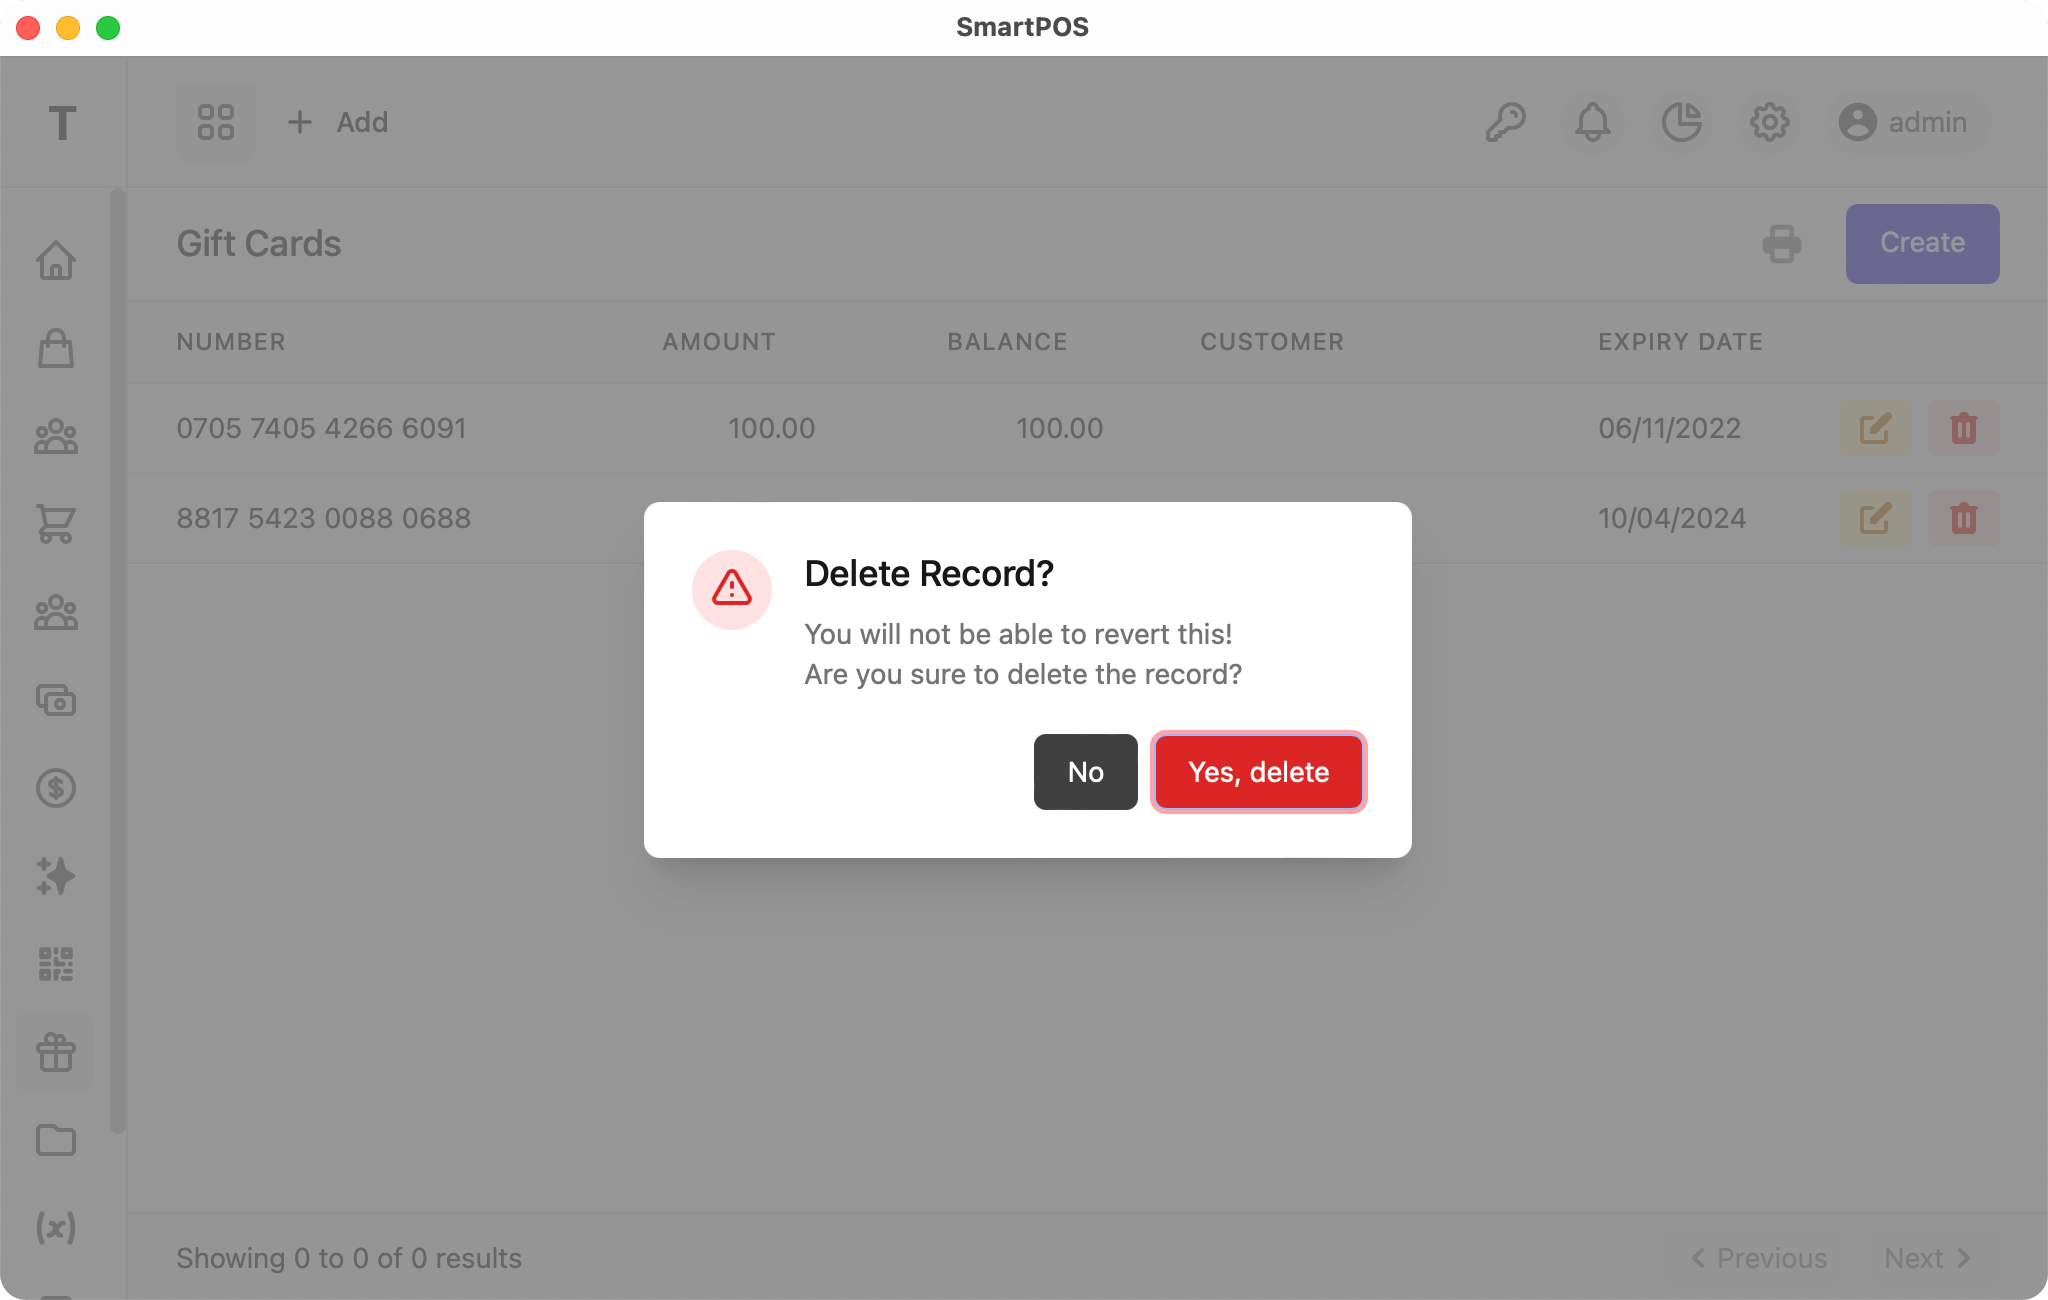 SmartPOS
T
Add
admin
Gift Cards
Create
NUMBER AMOUNT BALANCE CUSTOMER EXPIRY DATE
0705 7405 4266 6091 100.00 100.00 06/11/2022
8817 5423 0088 0688 10/04/2024
Delete Record?
You will not be able to revert this!
Are you sure to delete the record?
No
Yes, delete
(x)
Showing 0 to 0 of 0 results
Previous
Next